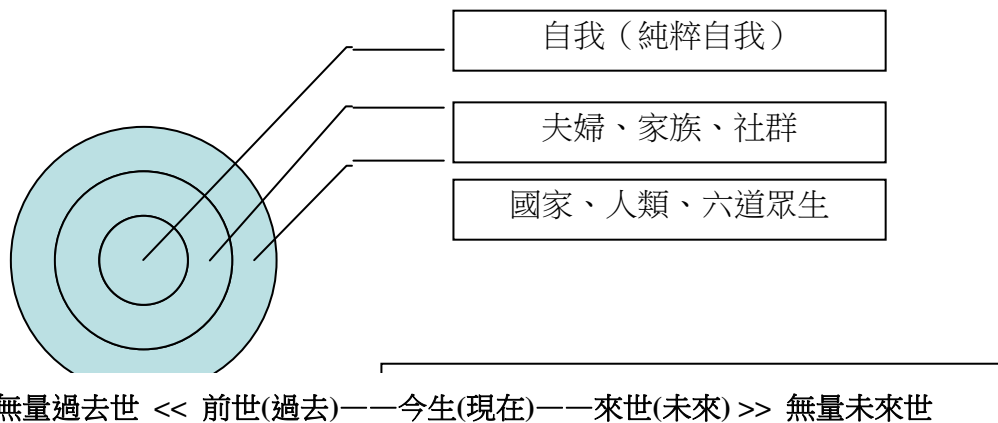 自我（純粹自我）
夫婦、家族、社群
國家、人類、六道眾生
無量過去世 << 前世(過去)——今生(現在)——來世(未來) >> 無量未來世